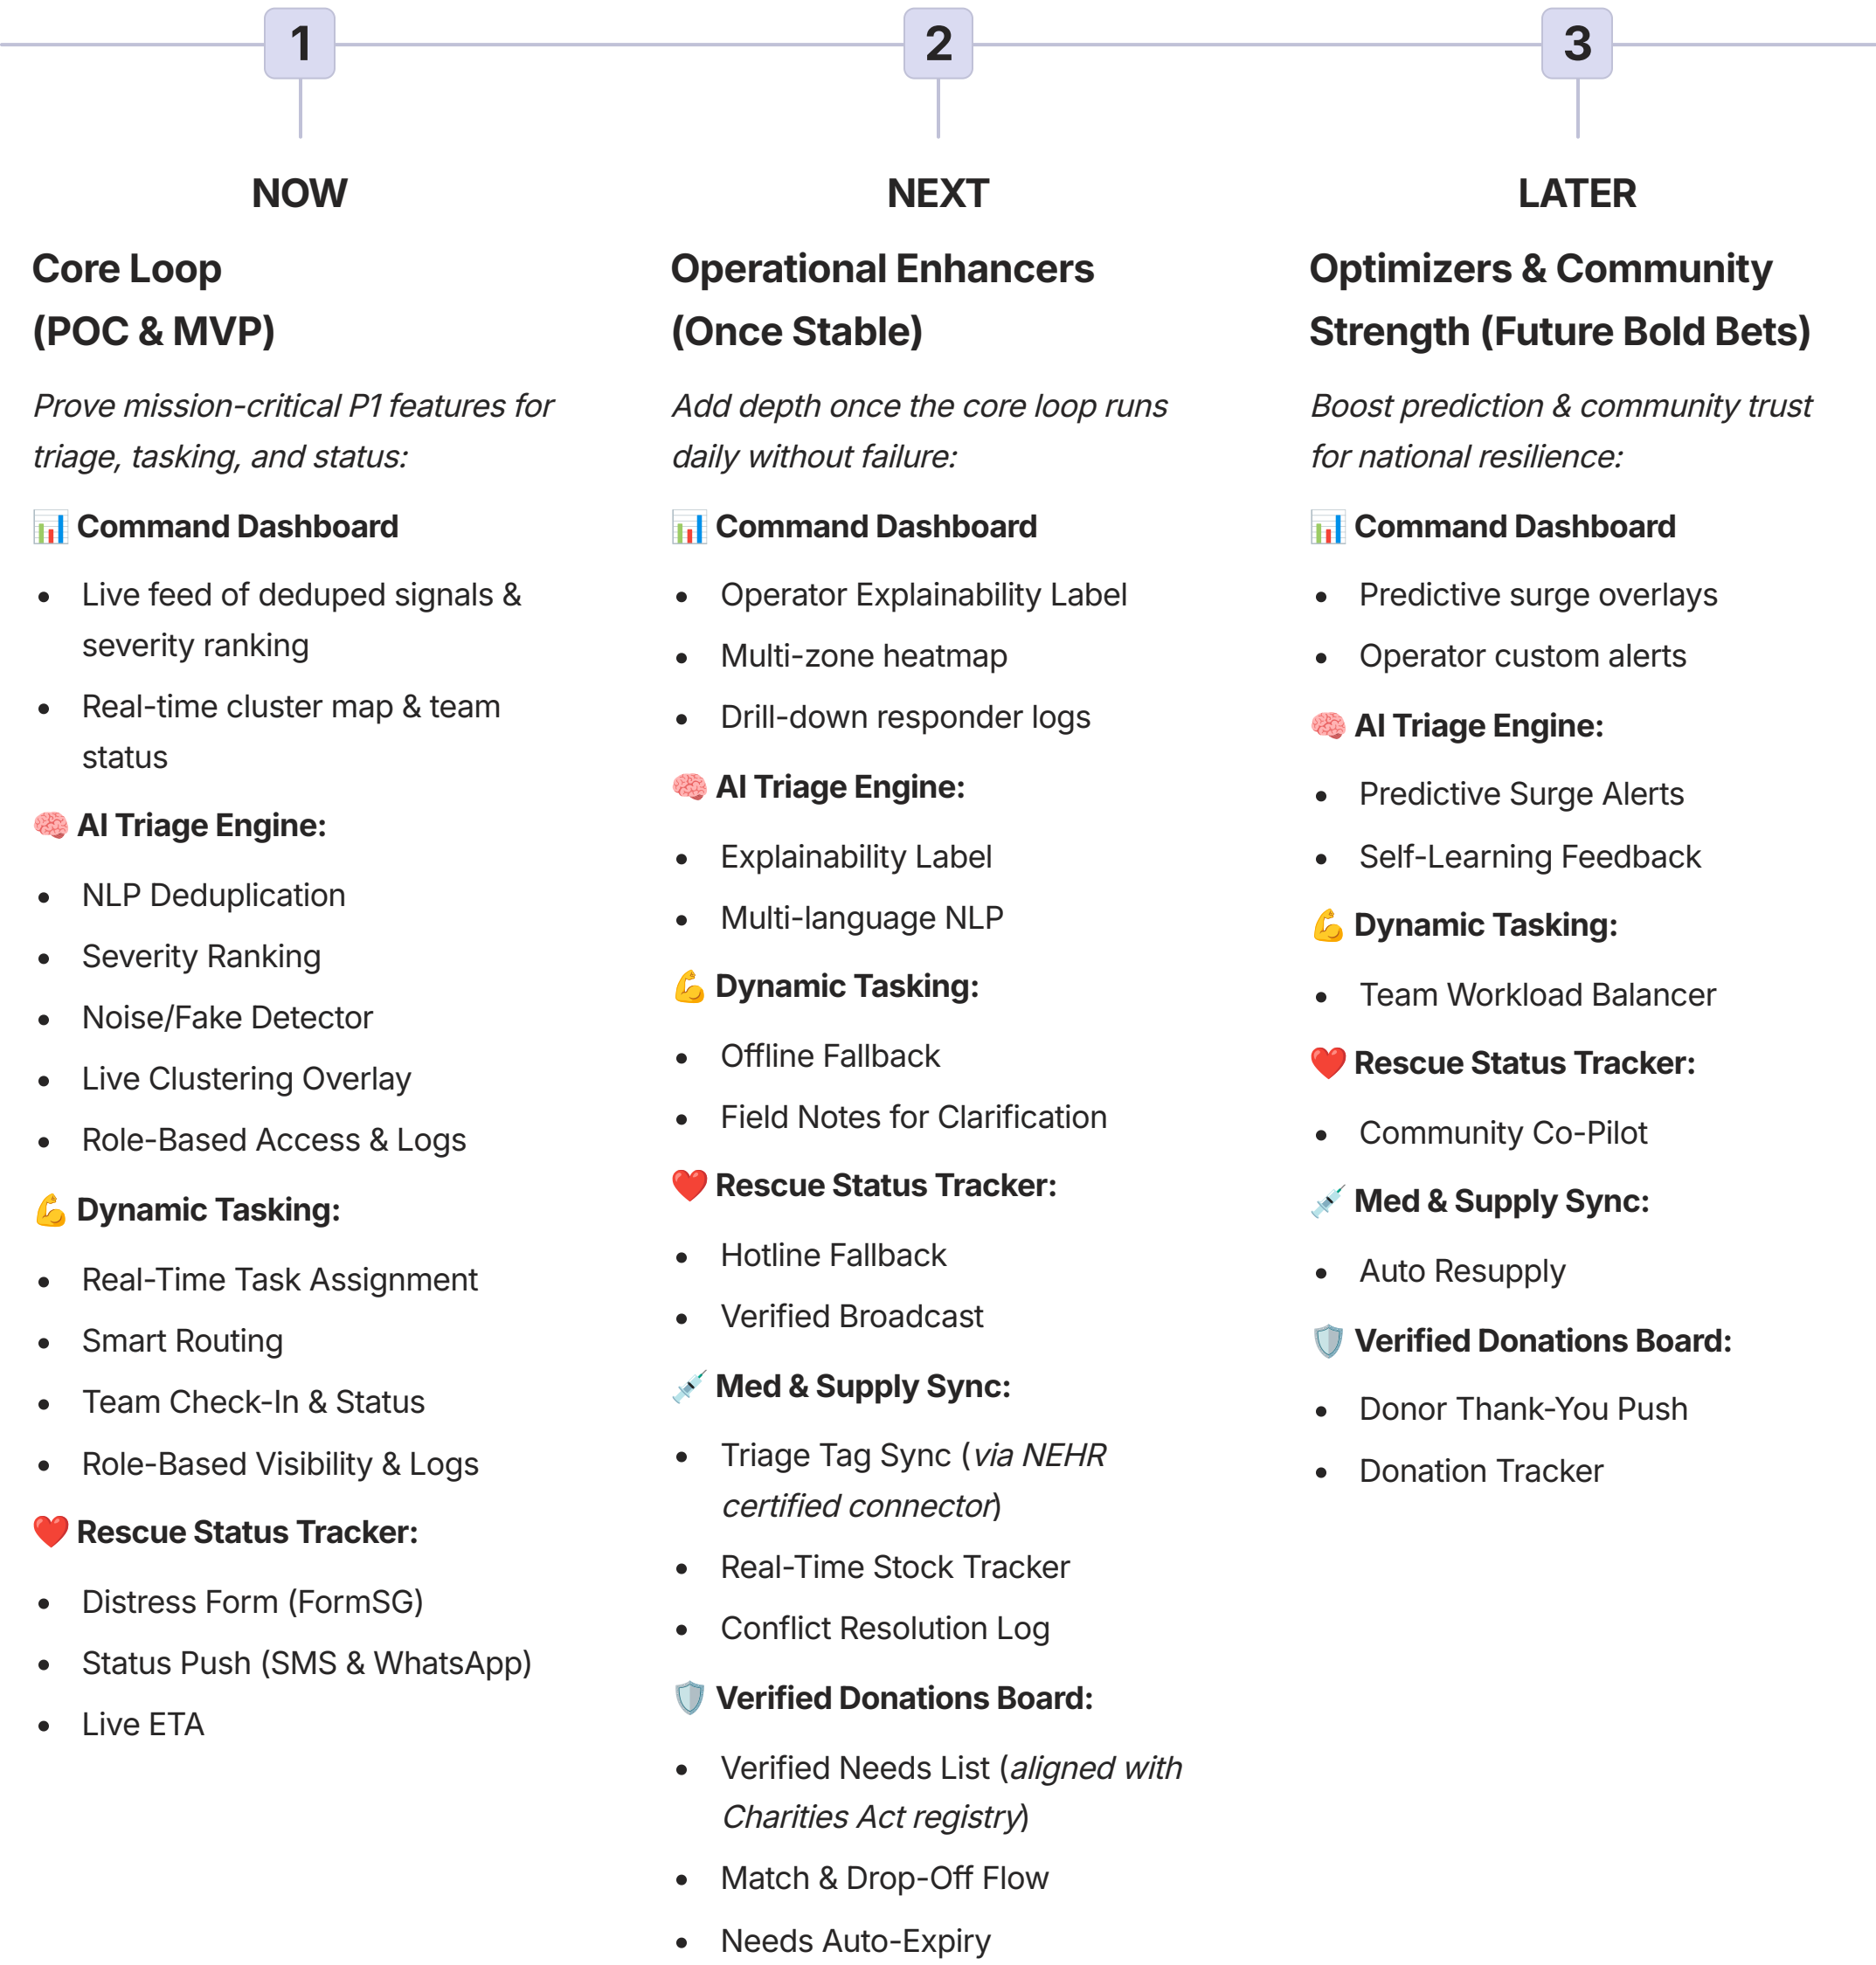 1
NOW
Core Loop
(POC & MVP)
Prove mission-critical P1 features for
triage, tasking, and status:
📊 Command Dashboard
• Live feed of deduped signals &
severity ranking
• Real-time cluster map & team
status
🧠 AI Triage Engine:
• NLP Deduplication
• Severity Ranking
• Noise/Fake Detector
• Live Clustering Overlay
• Role-Based Access & Logs
💪 Dynamic Tasking:
• Real-Time Task Assignment
• Smart Routing
• Team Check-In & Status
• Role-Based Visibility & Logs
❤️ Rescue Status Tracker:
• Distress Form (FormSG)
• Status Push (SMS & WhatsApp)
• Live ETA
2
NEXT
Operational Enhancers
(Once Stable)
Add depth once the core loop runs
daily without failure:
📊 Command Dashboard
• Operator Explainability Label
• Multi-zone heatmap
• Drill-down responder logs
🧠 AI Triage Engine:
• Explainability Label
• Multi-language NLP
💪 Dynamic Tasking:
• Offline Fallback
• Field Notes for Clarification
❤️ Rescue Status Tracker:
• Hotline Fallback
• Verified Broadcast
💉 Med & Supply Sync:
• Triage Tag Sync (via NEHR
certified connector)
• Real-Time Stock Tracker
• Conflict Resolution Log
🛡️ Verified Donations Board:
• Verified Needs List (aligned with
Charities Act registry)
• Match & Drop-Off Flow
• Needs Auto-Expiry
3
LATER
Optimizers & Community
Strength (Future Bold Bets)
Boost prediction & community trust
for national resilience:
📊 Command Dashboard
• Predictive surge overlays
• Operator custom alerts
🧠 AI Triage Engine:
• Predictive Surge Alerts
• Self-Learning Feedback
💪 Dynamic Tasking:
• Team Workload Balancer
❤️ Rescue Status Tracker:
• Community Co-Pilot
💉 Med & Supply Sync:
• Auto Resupply
🛡️ Verified Donations Board:
• Donor Thank-You Push
• Donation Tracker